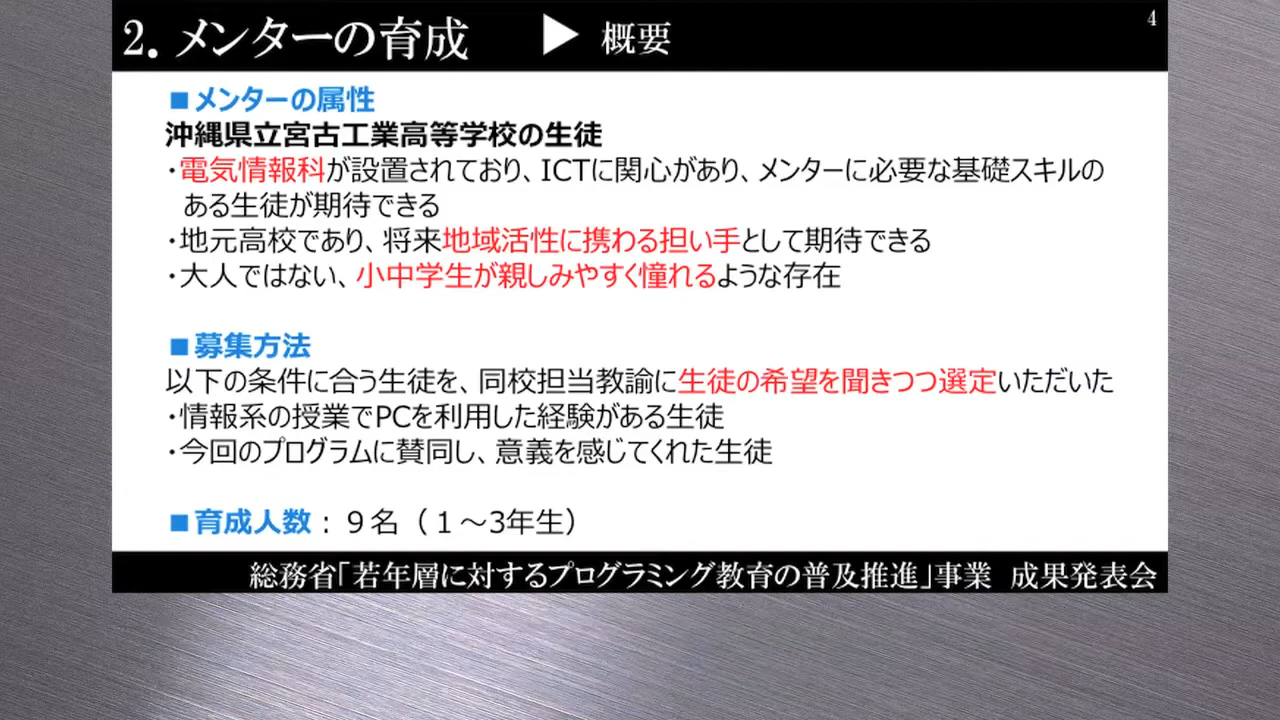 2. メンターの育成 ▶ 概要
4
■メンターの属性
沖縄県立宮古工業高等学校の生徒
・電気情報科が設置されており、ICTに関心があり、メンターに必要な基礎スキルの
ある生徒が期待できる
・地元高校であり、将来地域活性に携わる担い手として期待できる
・大人ではない、小中学生が親しみやすく憧れるような存在
■募集方法
以下の条件に合う生徒を、同校担当教諭に生徒の希望を聞きつつ選定いただいた
・情報系の授業でPCを利用した経験がある生徒
・今回のプログラムに賛同し、意義を感じてくれた生徒
■育成人数：９名（１～3年生）
総務省「若年層に対するプログラミング教育の普及推進」事業 成果発表会